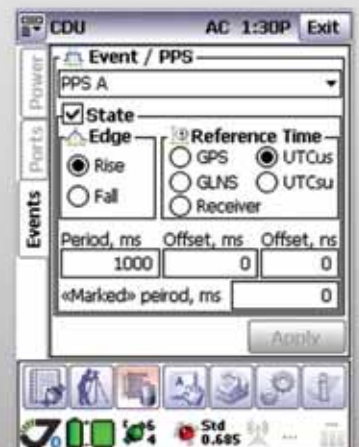 CDU AC 1:30P Exit
Power
Ports
Events
Event / PPS
PPS A
State
Edge
Rise
Fall
Reference Time
GPS UTCus
GLNS UTCsu
Receiver
Period, ms Offset, ms Offset, ns
1000 0 0
«Marked» peirod, ms 0
Apply
Std
6
4 0.685 ...